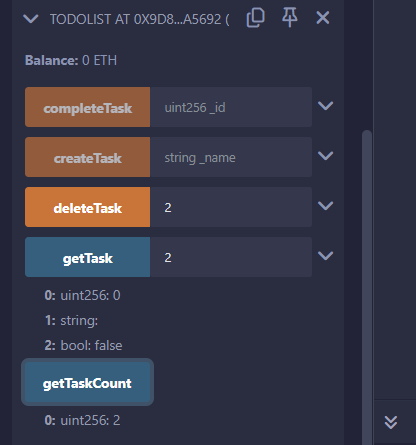 TODOLIST AT 0X9D8...A5692 (
Balance: 0 ETH
completeTask uint256 _id
createTask string _name
deleteTask 2
getTask 2
0: uint256: 0
1: string:
2: bool: false
getTaskCount
0: uint256: 2